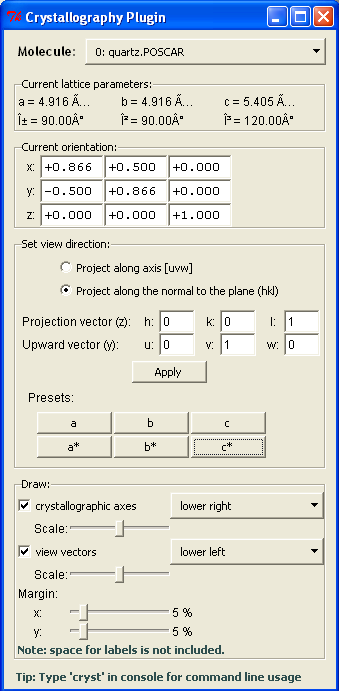 7% Crystallography Plugin
Molecule: 0: quartz.POSCAR
Current lattice parameters:
a = 4.916 Ã… b = 4.916 Ã… c = 5.405 Ã…
Î± = 90.00Â° Î² = 90.00Â° Î³ = 120.00Â°
Current orientation:
x: +0.866 +0.500 +0.000
y: -0.500 +0.866 +0.000
z: +0.000 +0.000 +1.000
Set view direction:
Project along axis [uvw]
Project along the normal to the plane (hkl)
Projection vector (z): h: 0 k: 0 l: 1
Upward vector (y): u: 0 v: 1 w: 0
Apply
Presets:
a b c
a* b* c*
Draw:
crystallographic axes lower right
Scale:
view vectors lower left
Scale:
Margin:
x: 5 %
y: 5 %
Note: space for labels is not included.
Tip: Type 'cryst' in console for command line usage